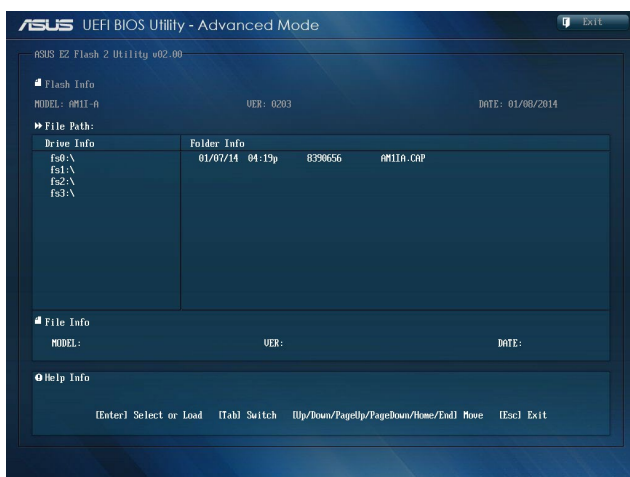 ASUS UEFI BIOS Utility - Advanced Mode Exit
ASUS EZ Flash 2 Utility v02.00
Flash Info
MODEL: AM1I-A VER: 0203 DATE: 01/08/2014
File Path:
Drive Info Folder Info
fs0:\ 01/07/14 04:19p 8390656 AM1IA.CAP
fs1:\
fs2:\
fs3:\
File Info
MODEL: VER: DATE:
Help Info
[Enter] Select or Load [Tab] Switch [Up/Down/PageUp/PageDown/Home/End] Move [Esc] Exit